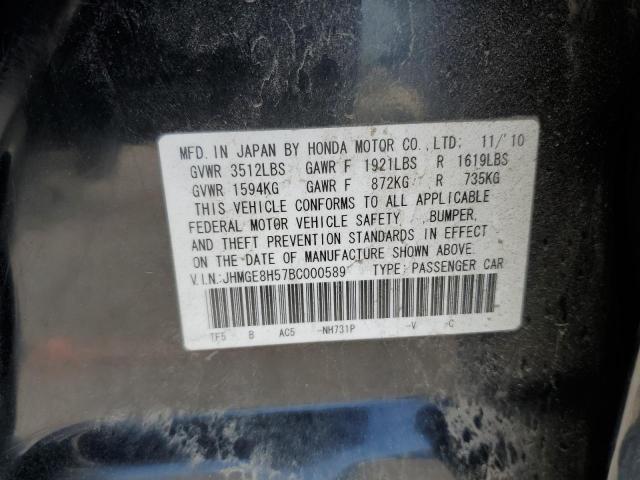 MFD. IN JAPAN BY HONDA MOTOR CO.,LTD; 11/'10
GVWR 3512LBS GAWR F 1921LBS R 1619LBS
GVWR 1594KG GAWR F 872KG R 735KG
THIS VEHICLE CONFORMS TO ALL APPLICABLE
FEDERAL MOTOR VEHICLE SAFETY ,BUMPER,
AND THEFT PREVENTION STANDARDS IN EFFECT
ON THE DATE OF MANUFACTURE SHOWN ABOVE.
V.I.N.:JHMGE8H57BC000589 TYPE: PASSENGER CAR
TF5 B AC5 -NH731P -V -C